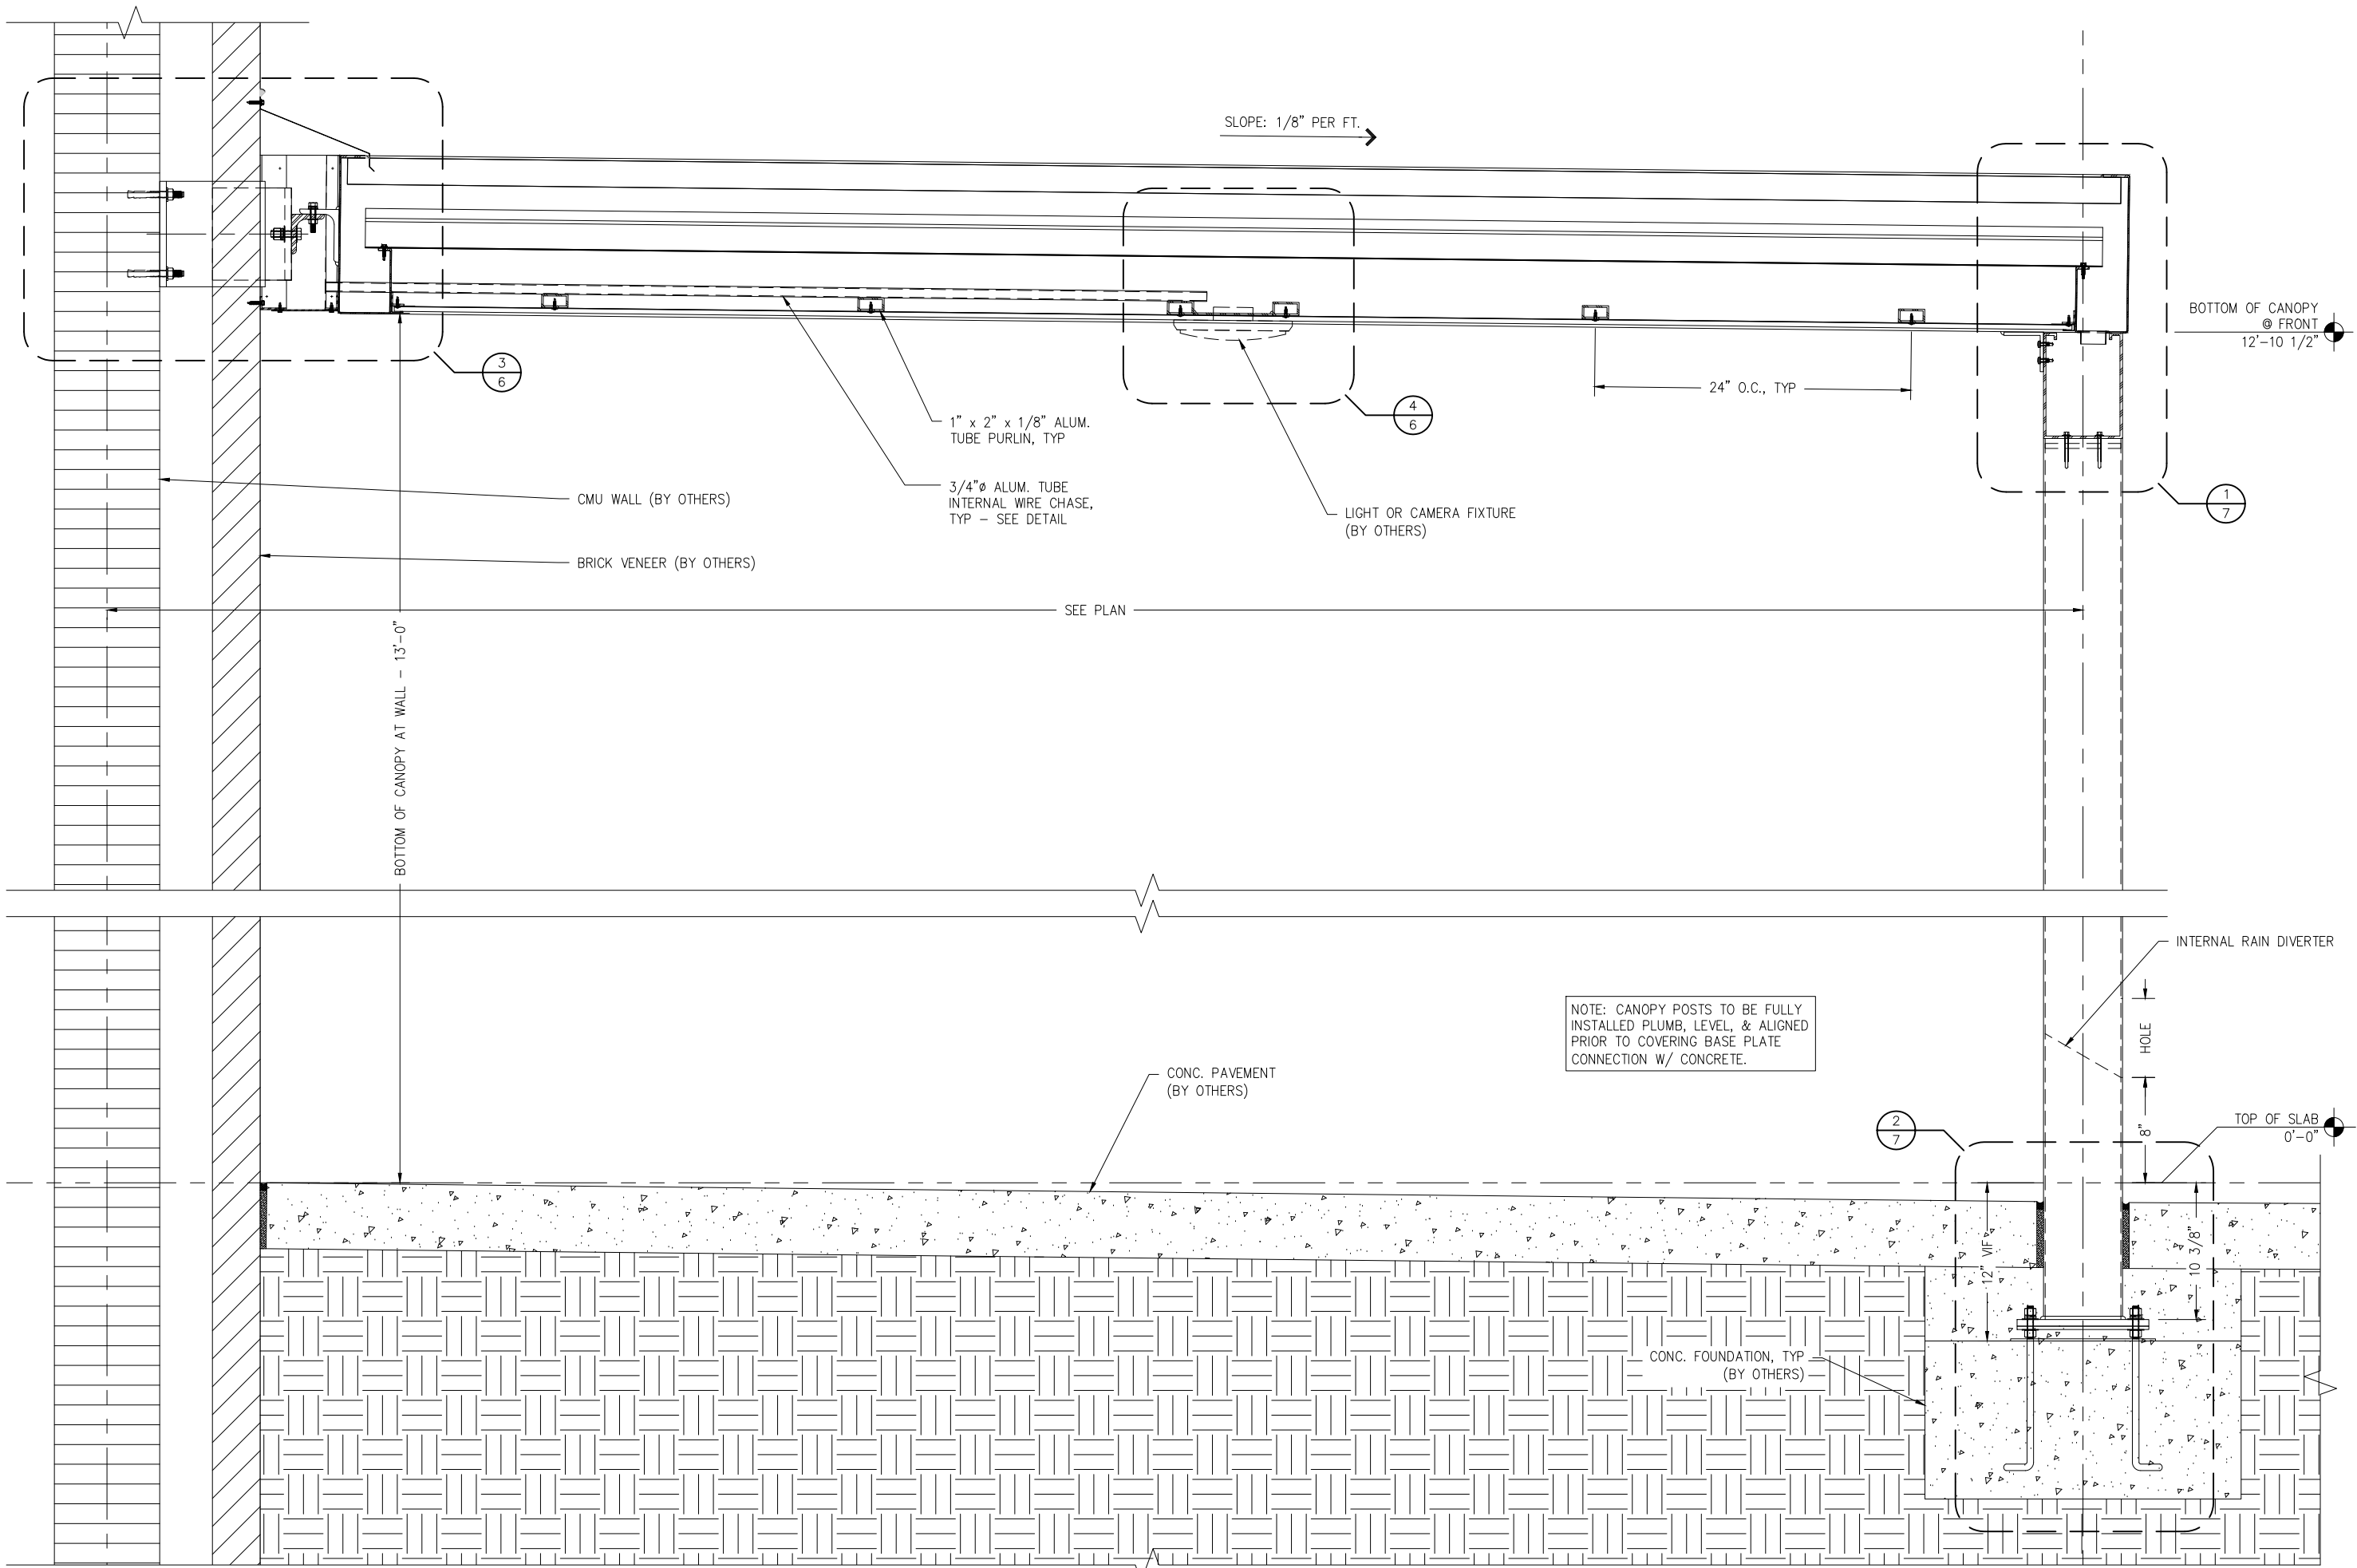 SLOPE: 1/8" PER FT.
BOTTOM OF CANOPY
@ FRONT
12'-10 1/2"
3
6
4
6
24" O.C., TYP
1
7
1" x 2" x 1/8" ALUM.
TUBE PURLIN, TYP
3/4"ø ALUM. TUBE
INTERNAL WIRE CHASE,
TYP – SEE DETAIL
LIGHT OR CAMERA FIXTURE
(BY OTHERS)
CMU WALL (BY OTHERS)
BRICK VENEER (BY OTHERS)
SEE PLAN
BOTTOM OF CANOPY AT WALL – 13'-0"
INTERNAL RAIN DIVERTER
NOTE: CANOPY POSTS TO BE FULLY
INSTALLED PLUMB, LEVEL, & ALIGNED
PRIOR TO COVERING BASE PLATE
CONNECTION W/ CONCRETE.
HOLE
CONC. PAVEMENT
(BY OTHERS)
2
7
8"
TOP OF SLAB
0'-0"
12" VIF
10 3/8"
CONC. FOUNDATION, TYP
(BY OTHERS)